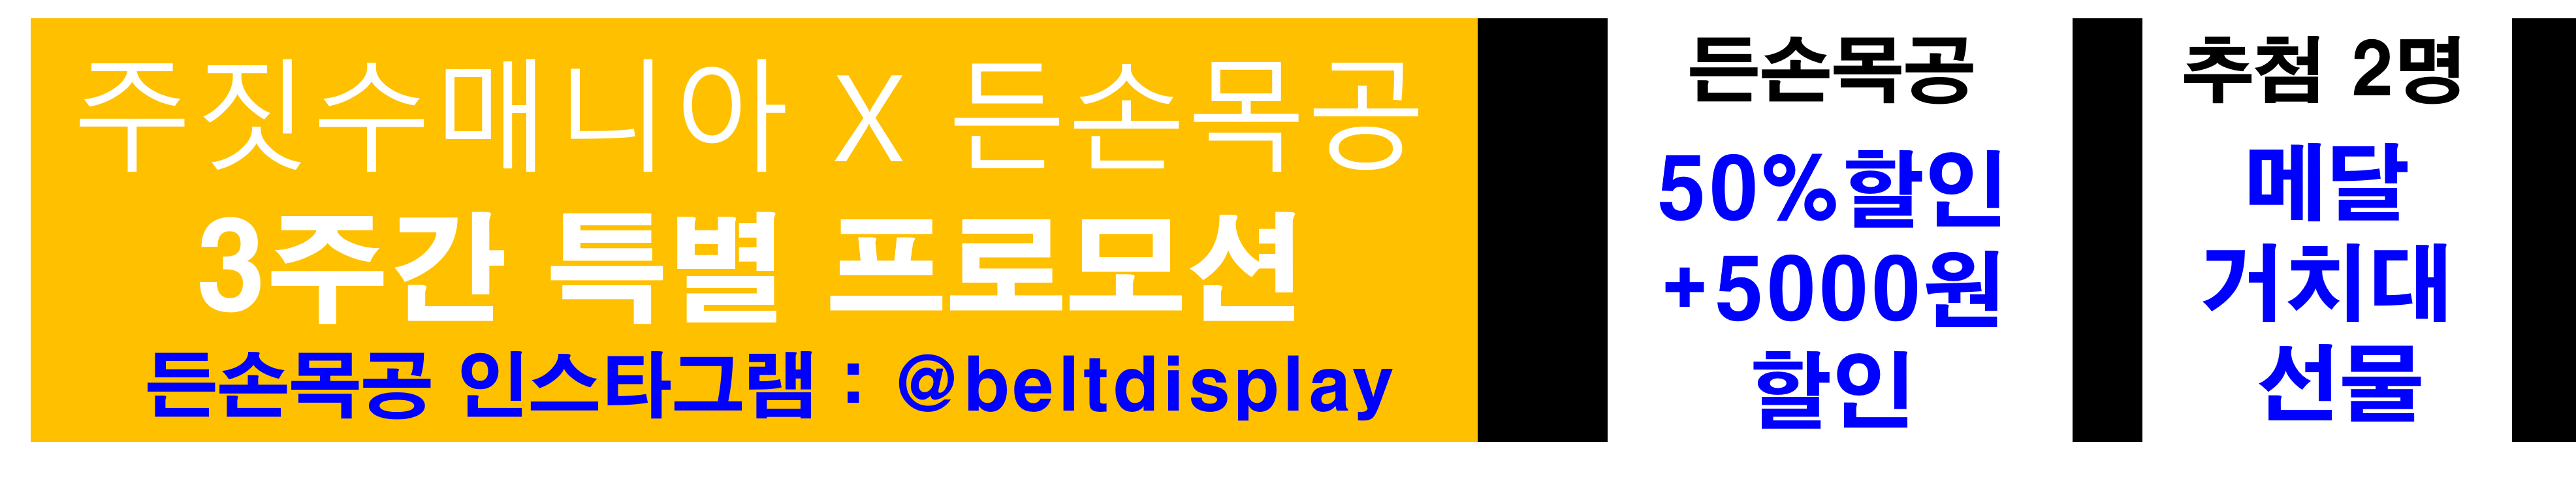 주짓수매니아 X 든손목공
3주간 특별 프로모션
든손목공 인스타그램 : @beltdisplay
든손목공
50%할인
+5000원
할인
추첨 2명
메달
거치대
선물